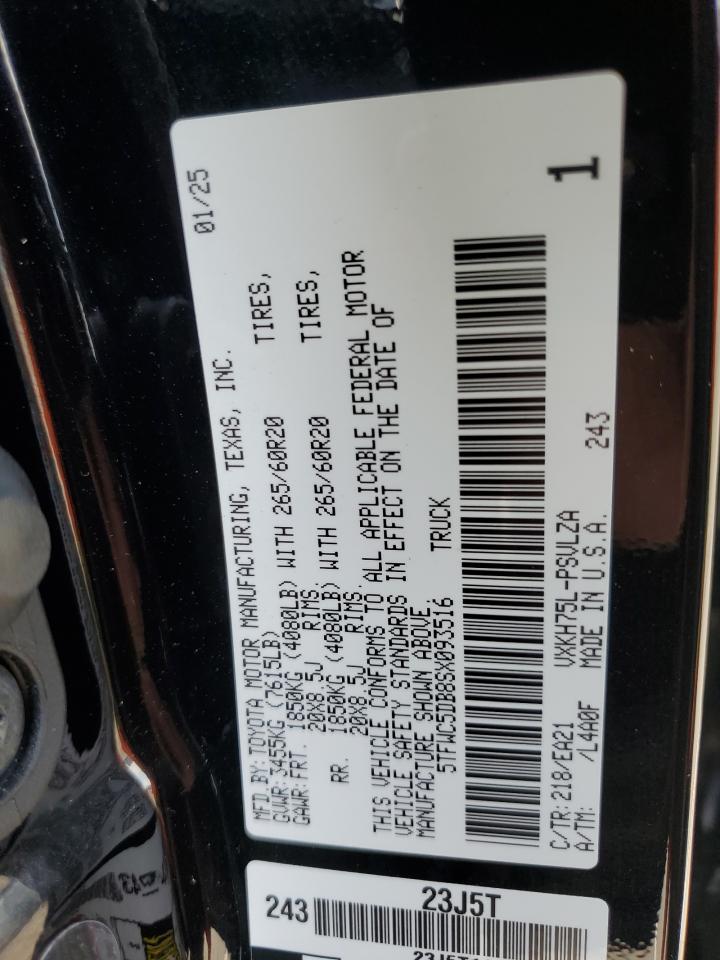 MFD.BY: TOYOTA MOTOR MANUFACTURING, TEXAS, INC. 01/25
GVWR: 3455KG (7615LB)
GAWR: FRT. 1850KG (4080LB) WITH 265/60R20 TIRES,
20X8.5J RIMS.
RR. 1850KG (4080LB) WITH 265/60R20 TIRES,
20X8.5J RIMS.
THIS VEHICLE CONFORMS TO ALL APPLICABLE FEDERAL MOTOR
VEHICLE SAFETY STANDARDS IN EFFECT ON THE DATE OF
MANUFACTURE SHOWN ABOVE.
5TFWC5DB8SX093516 TRUCK
C/TR: 218/EA21 VXKH75L-PSVLZA 243 1
A/TM: /L4A0F MADE IN U.S.A.
243
23J5T